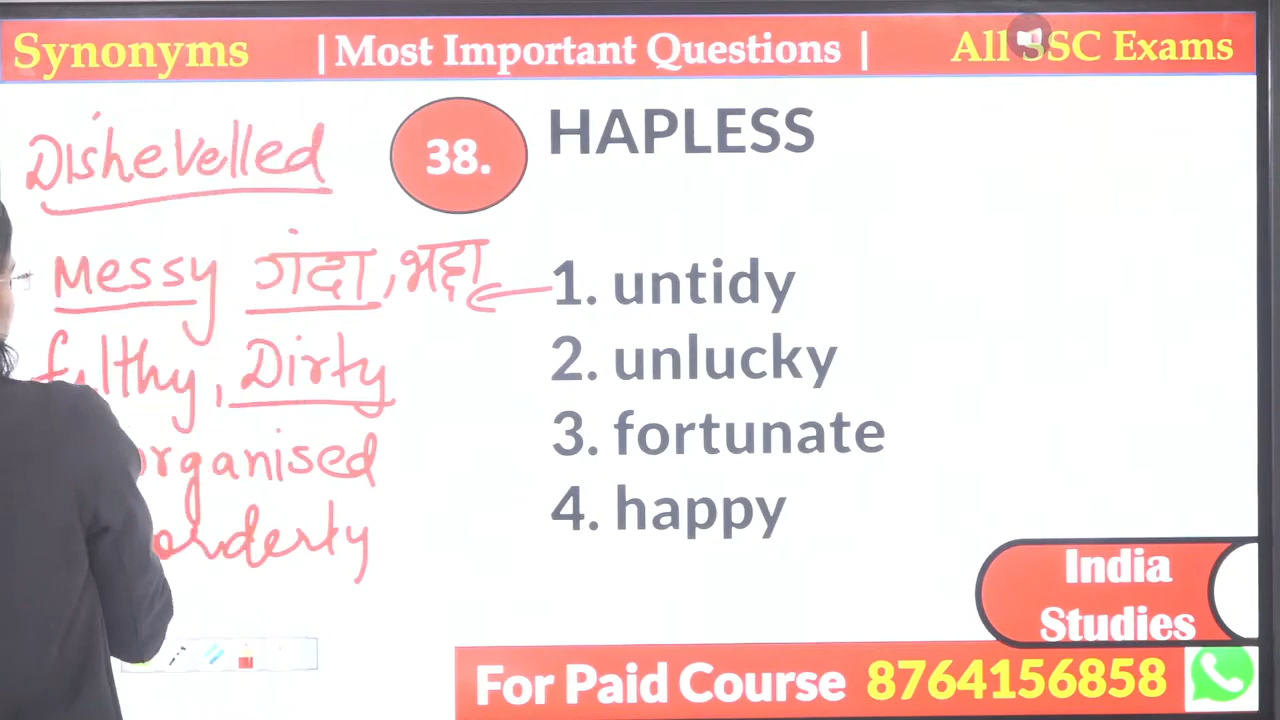 Synonyms |Most Important Questions | All SSC Exams
Dishevelled
Messy गंदा, भद्दा
filthy, Dirty
38. HAPLESS
1. untidy
2. unlucky
3. fortunate
4. happy
India
Studies
For Paid Course 8764156858